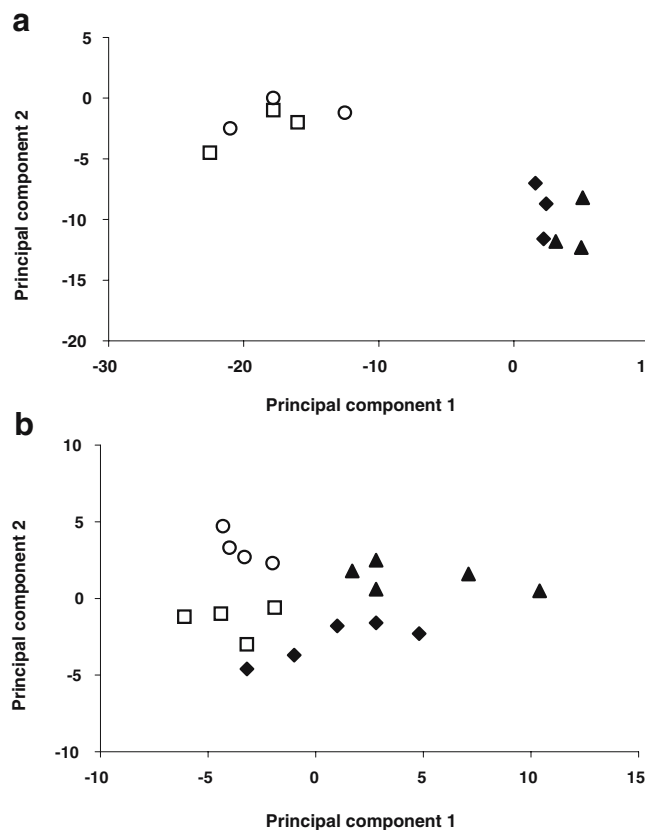 a
5
0
-5
-10
-15
-20
Principal component 2
-30 -20 -10 0 1
Principal component 1
b
10
5
0
-5
-10
Principal component 2
-10 -5 0 5 10 15
Principal component 1